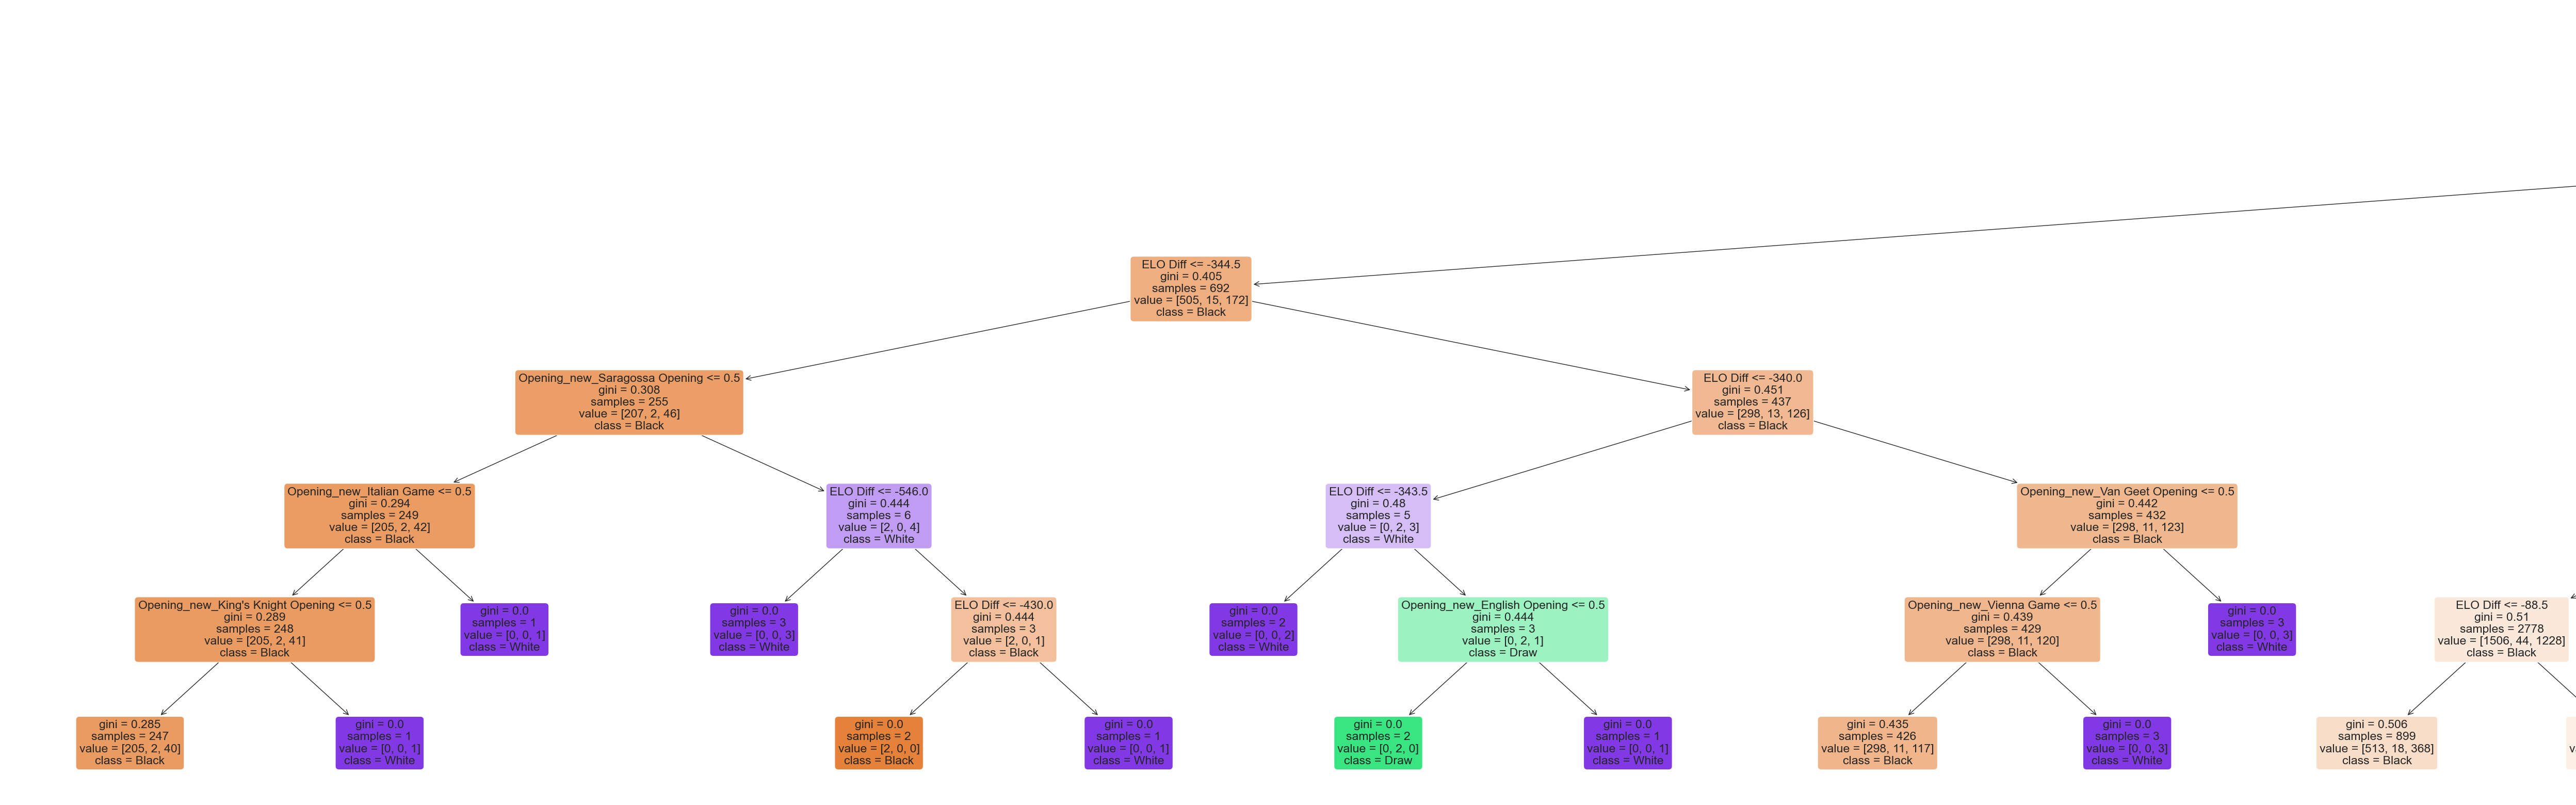 ELO Diff <= -344.5
gini = 0.405
samples = 692
value = [505, 15, 172]
class = Black
Opening_new_Saragossa Opening <= 0.5
gini = 0.308
samples = 255
value = [207, 2, 46]
class = Black
ELO Diff <= -340.0
gini = 0.451
samples = 437
value = [298, 13, 126]
class = Black
Opening_new_Italian Game <= 0.5
gini = 0.294
samples = 249
value = [205, 2, 42]
class = Black
ELO Diff <= -546.0
gini = 0.444
samples = 6
value = [2, 0, 4]
class = White
ELO Diff <= -343.5
gini = 0.48
samples = 5
value = [0, 2, 3]
class = White
Opening_new_Van Geet Opening <= 0.5
gini = 0.442
samples = 432
value = [298, 11, 123]
class = Black
Opening_new_King's Knight Opening <= 0.5
gini = 0.289
samples = 248
value = [205, 2, 41]
class = Black
gini = 0.0
samples = 1
value = [0, 0, 1]
class = White
gini = 0.0
samples = 3
value = [0, 0, 3]
class = White
ELO Diff <= -430.0
gini = 0.444
samples = 3
value = [2, 0, 1]
class = Black
gini = 0.0
samples = 2
value = [0, 0, 2]
class = White
Opening_new_English Opening <= 0.5
gini = 0.444
samples = 3
value = [0, 2, 1]
class = Draw
Opening_new_Vienna Game <= 0.5
gini = 0.439
samples = 429
value = [298, 11, 120]
class = Black
gini = 0.0
samples = 3
value = [0, 0, 3]
class = White
ELO Diff <= -88.5
gini = 0.51
samples = 2778
value = [1506, 44, 1228]
class = Black
gini = 0.285
samples = 247
value = [205, 2, 40]
class = Black
gini = 0.0
samples = 1
value = [0, 0, 1]
class = White
gini = 0.0
samples = 2
value = [2, 0, 0]
class = Black
gini = 0.0
samples = 1
value = [0, 0, 1]
class = White
gini = 0.0
samples = 2
value = [0, 2, 0]
class = Draw
gini = 0.0
samples = 1
value = [0, 0, 1]
class = White
gini = 0.435
samples = 426
value = [298, 11, 117]
class = Black
gini = 0.0
samples = 3
value = [0, 0, 3]
class = White
gini = 0.506
samples = 899
value = [513, 18, 368]
class = Black